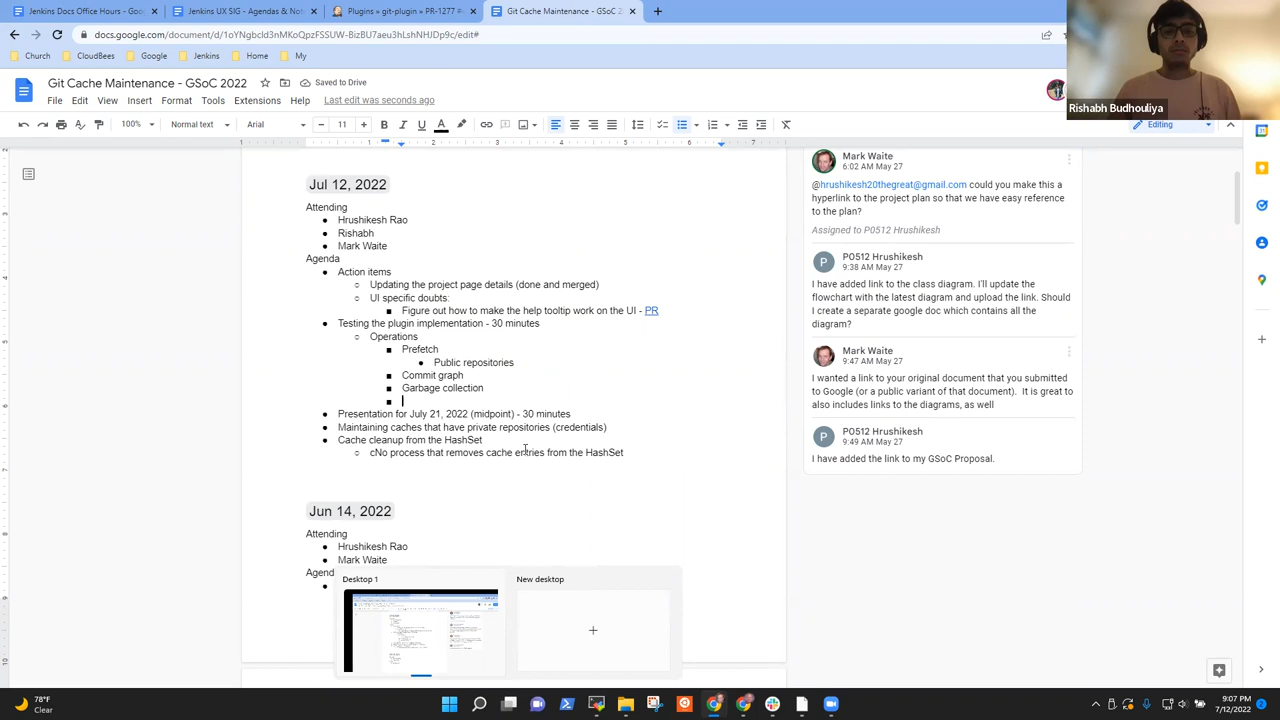 Jenkins Docs Office Hours - Goo
Jenkins UX SIG - Agendas & Note
Plugins » git-plugin » PR-1277 #
Git Cache Maintenance - GSoC 2
docs.google.com/document/d/1oYNgbcId3nMKoQpzFSSUW-BizBU7aeu3hLshNHJDp9c/edit#
Church
CloudBees
Google
Jenkins
Home
My
Git Cache Maintenance - GSoC 2022
Saved to Drive
File Edit View Insert Format Tools Extensions Help Last edit was seconds ago
Rishabh Budhouliya
100%
Normal text
Arial
11
Editing
Jul 12, 2022
Attending
Hrushikesh Rao
Rishabh
Mark Waite
Agenda
Action items
Updating the project page details (done and merged)
UI specific doubts:
Figure out how to make the help tooltip work on the UI - PR
Testing the plugin implementation - 30 minutes
Operations
Prefetch
Public repositories
Commit graph
Garbage collection
Presentation for July 21, 2022 (midpoint) - 30 minutes
Maintaining caches that have private repositories (credentials)
Cache cleanup from the HashSet
cNo process that removes cache entries from the HashSet
Jun 14, 2022
Attending
Hrushikesh Rao
Mark Waite
Agend
Mark Waite
6:02 AM May 27
@hrushikesh20thegreat@gmail.com could you make this a
hyperlink to the project plan so that we have easy reference
to the plan?
Assigned to P0512 Hrushikesh
P
P0512 Hrushikesh
9:38 AM May 27
I have added link to the class diagram. I'll update the
flowchart with the latest diagram and upload the link. Should
I create a separate google doc which contains all the
diagram?
Mark Waite
9:47 AM May 27
I wanted a link to your original document that you submitted
to Google (or a public variant of that document). It is great to
also includes links to the diagrams, as well
P
P0512 Hrushikesh
9:49 AM May 27
I have added the link to my GSoC Proposal.
Desktop 1
New desktop
78°F
Clear
9:07 PM
7/12/2022